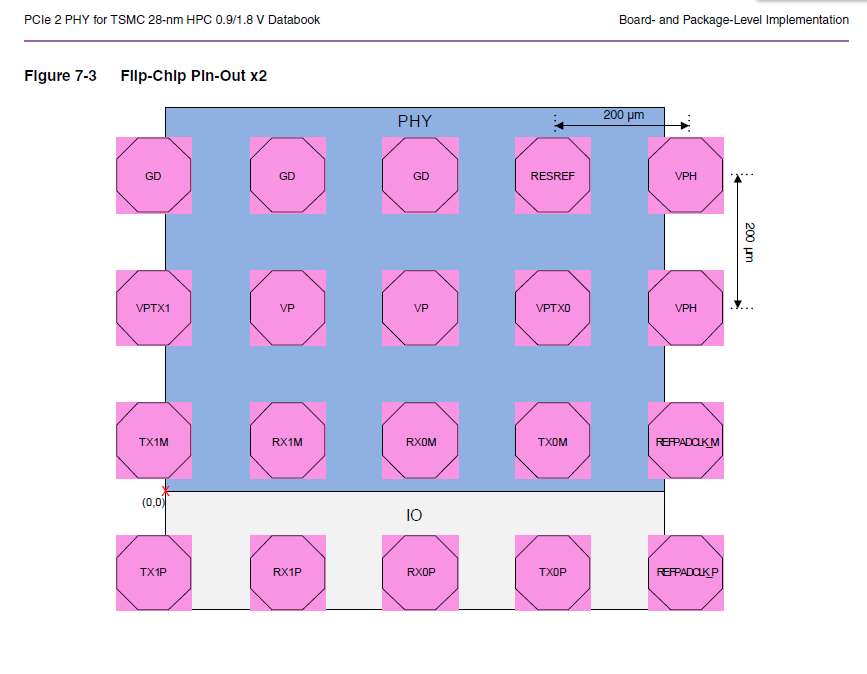 PCIe 2 PHY for TSMC 28-nm HPC 0.9/1.8 V Databook Board- and Package-Level Implementation
Figure 7-3 Flip-Chip Pin-Out x2
PHY
200 µm
GD GD GD RESREF VPH
200 µm
VPTX1 VP VP VPTX0 VPH
TX1M RX1M RX0M TX0M REFPADCLK_M
(0,0)
IO
TX1P RX1P RX0P TX0P REFPADCLK_P